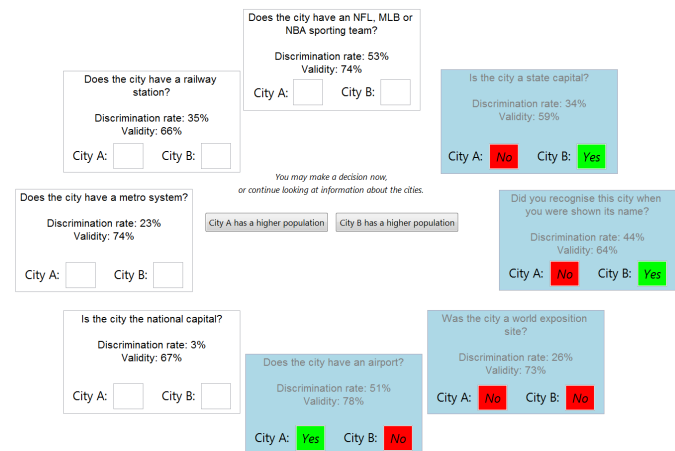 Does the city have an NFL, MLB or
NBA sporting team?
Discrimination rate: 53%
Validity: 74%
City A: City B:
Does the city have a railway
station?
Discrimination rate: 35%
Validity: 66%
City A: City B:
Is the city a state capital?
Discrimination rate: 34%
Validity: 59%
City A: No City B: Yes
You may make a decision now,
or continue looking at information about the cities.
City A has a higher population City B has a higher population
Does the city have a metro system?
Discrimination rate: 23%
Validity: 74%
City A: City B:
Did you recognise this city when
you were shown its name?
Discrimination rate: 44%
Validity: 64%
City A: No City B: Yes
Is the city the national capital?
Discrimination rate: 3%
Validity: 67%
City A: City B:
Does the city have an airport?
Discrimination rate: 51%
Validity: 78%
City A: Yes City B: No
Was the city a world exposition
site?
Discrimination rate: 26%
Validity: 73%
City A: No City B: No